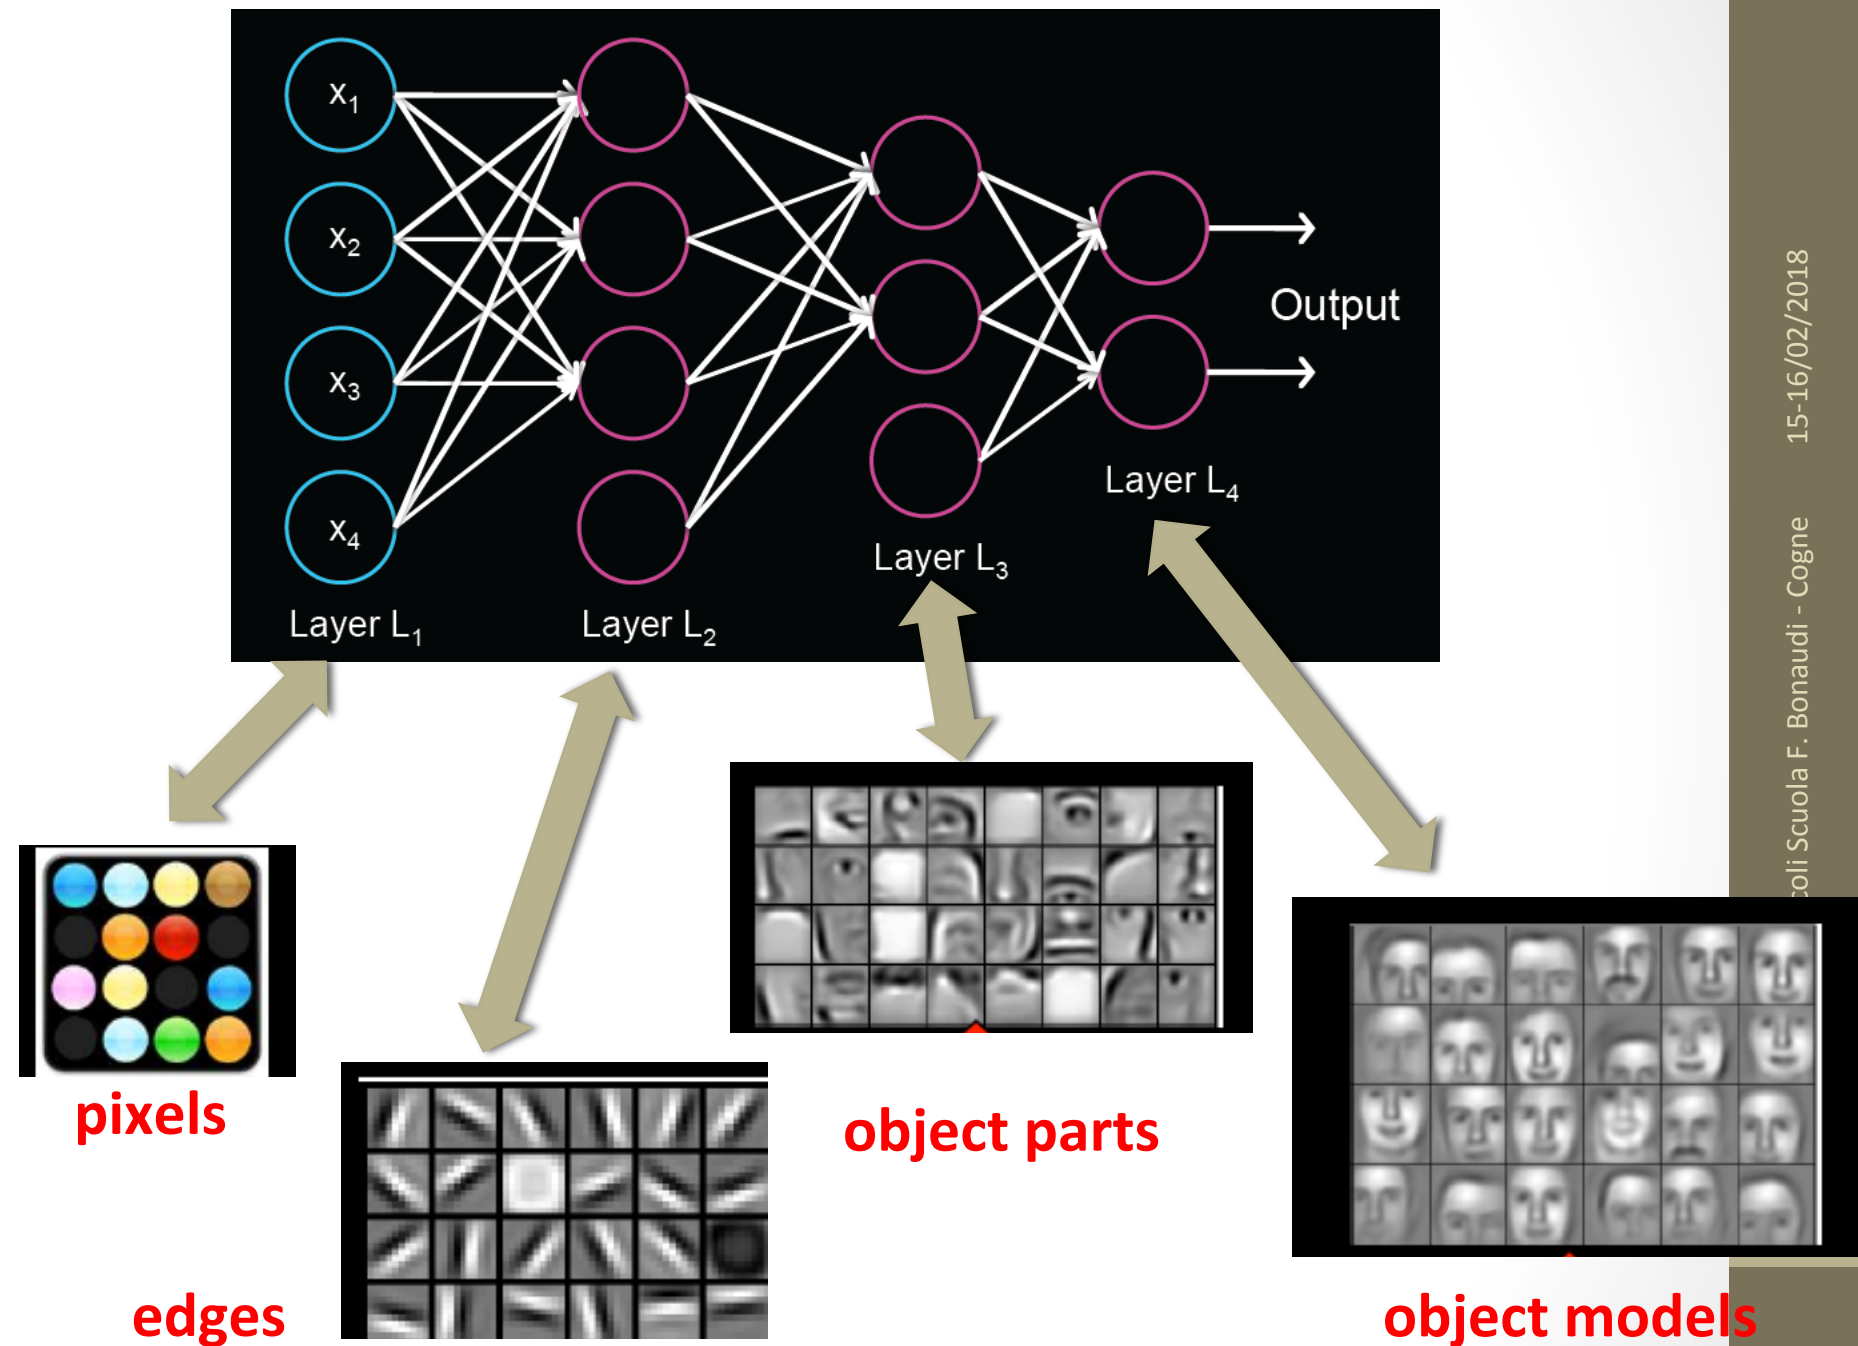 x1
x2
x3
x4
Layer L1
Layer L2
Layer L3
Layer L4
Output
pixels
edges
object parts
object models
Scuola F. Bonaudi - Cogne 15-16/02/2018